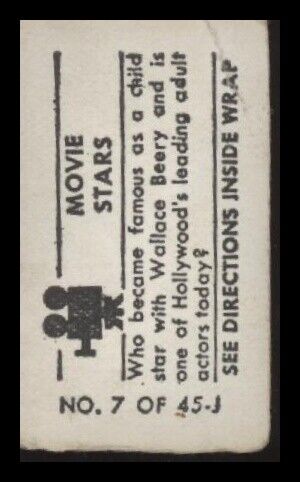 MOVIE
STARS
Who became famous as a child
star with Wallace Beery and is
one of Hollywood's leading adult
actors today?
SEE DIRECTIONS INSIDE WRAP
NO. 7 OF 45-J